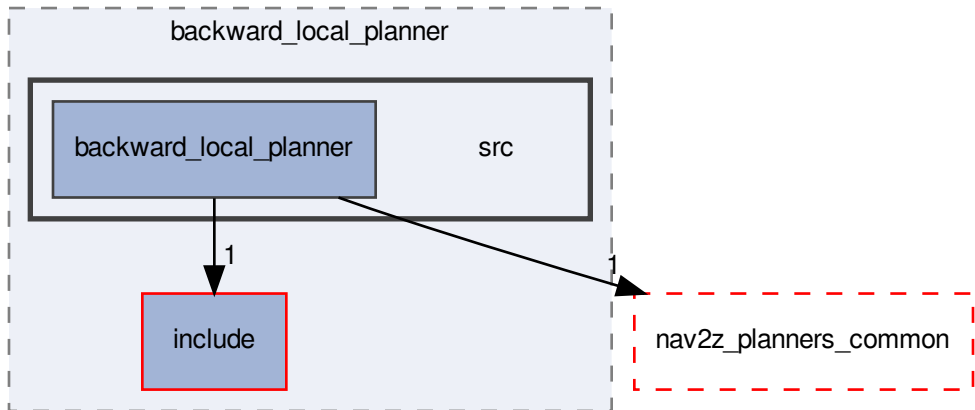 backward_local_planner
backward_local_planner
src
1
1
include
nav2z_planners_common